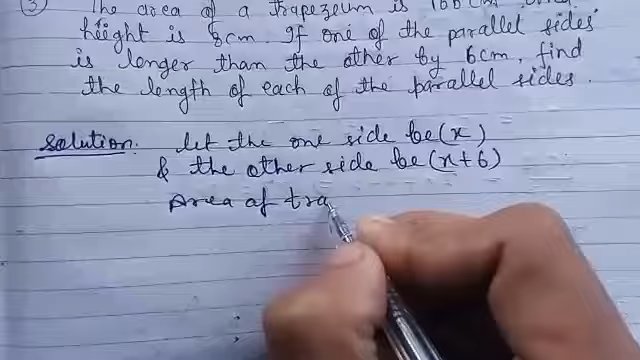 3 The area of a trapezeum is 160 cm² and
height is 8cm. If one of the parallel sides
is longer than the other by 6cm, find
the length of each of the parallel sides.
Solution. let the one side be (x)
& the other side be (x+6)
Area of tra